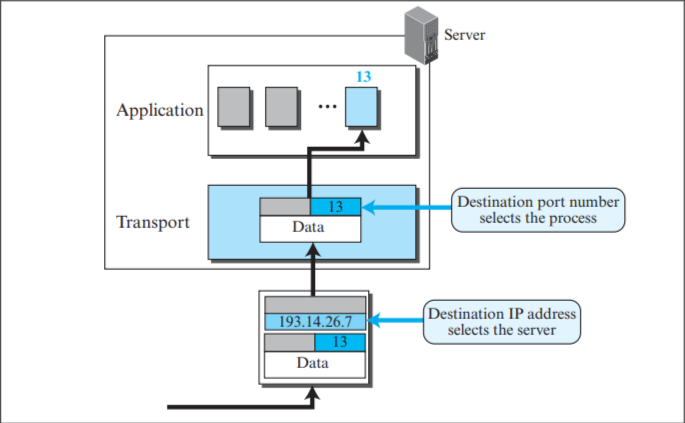 Server
13
Application
...
Transport
13
Data
Destination port number
selects the process
193.14.26.7
13
Data
Destination IP address
selects the server